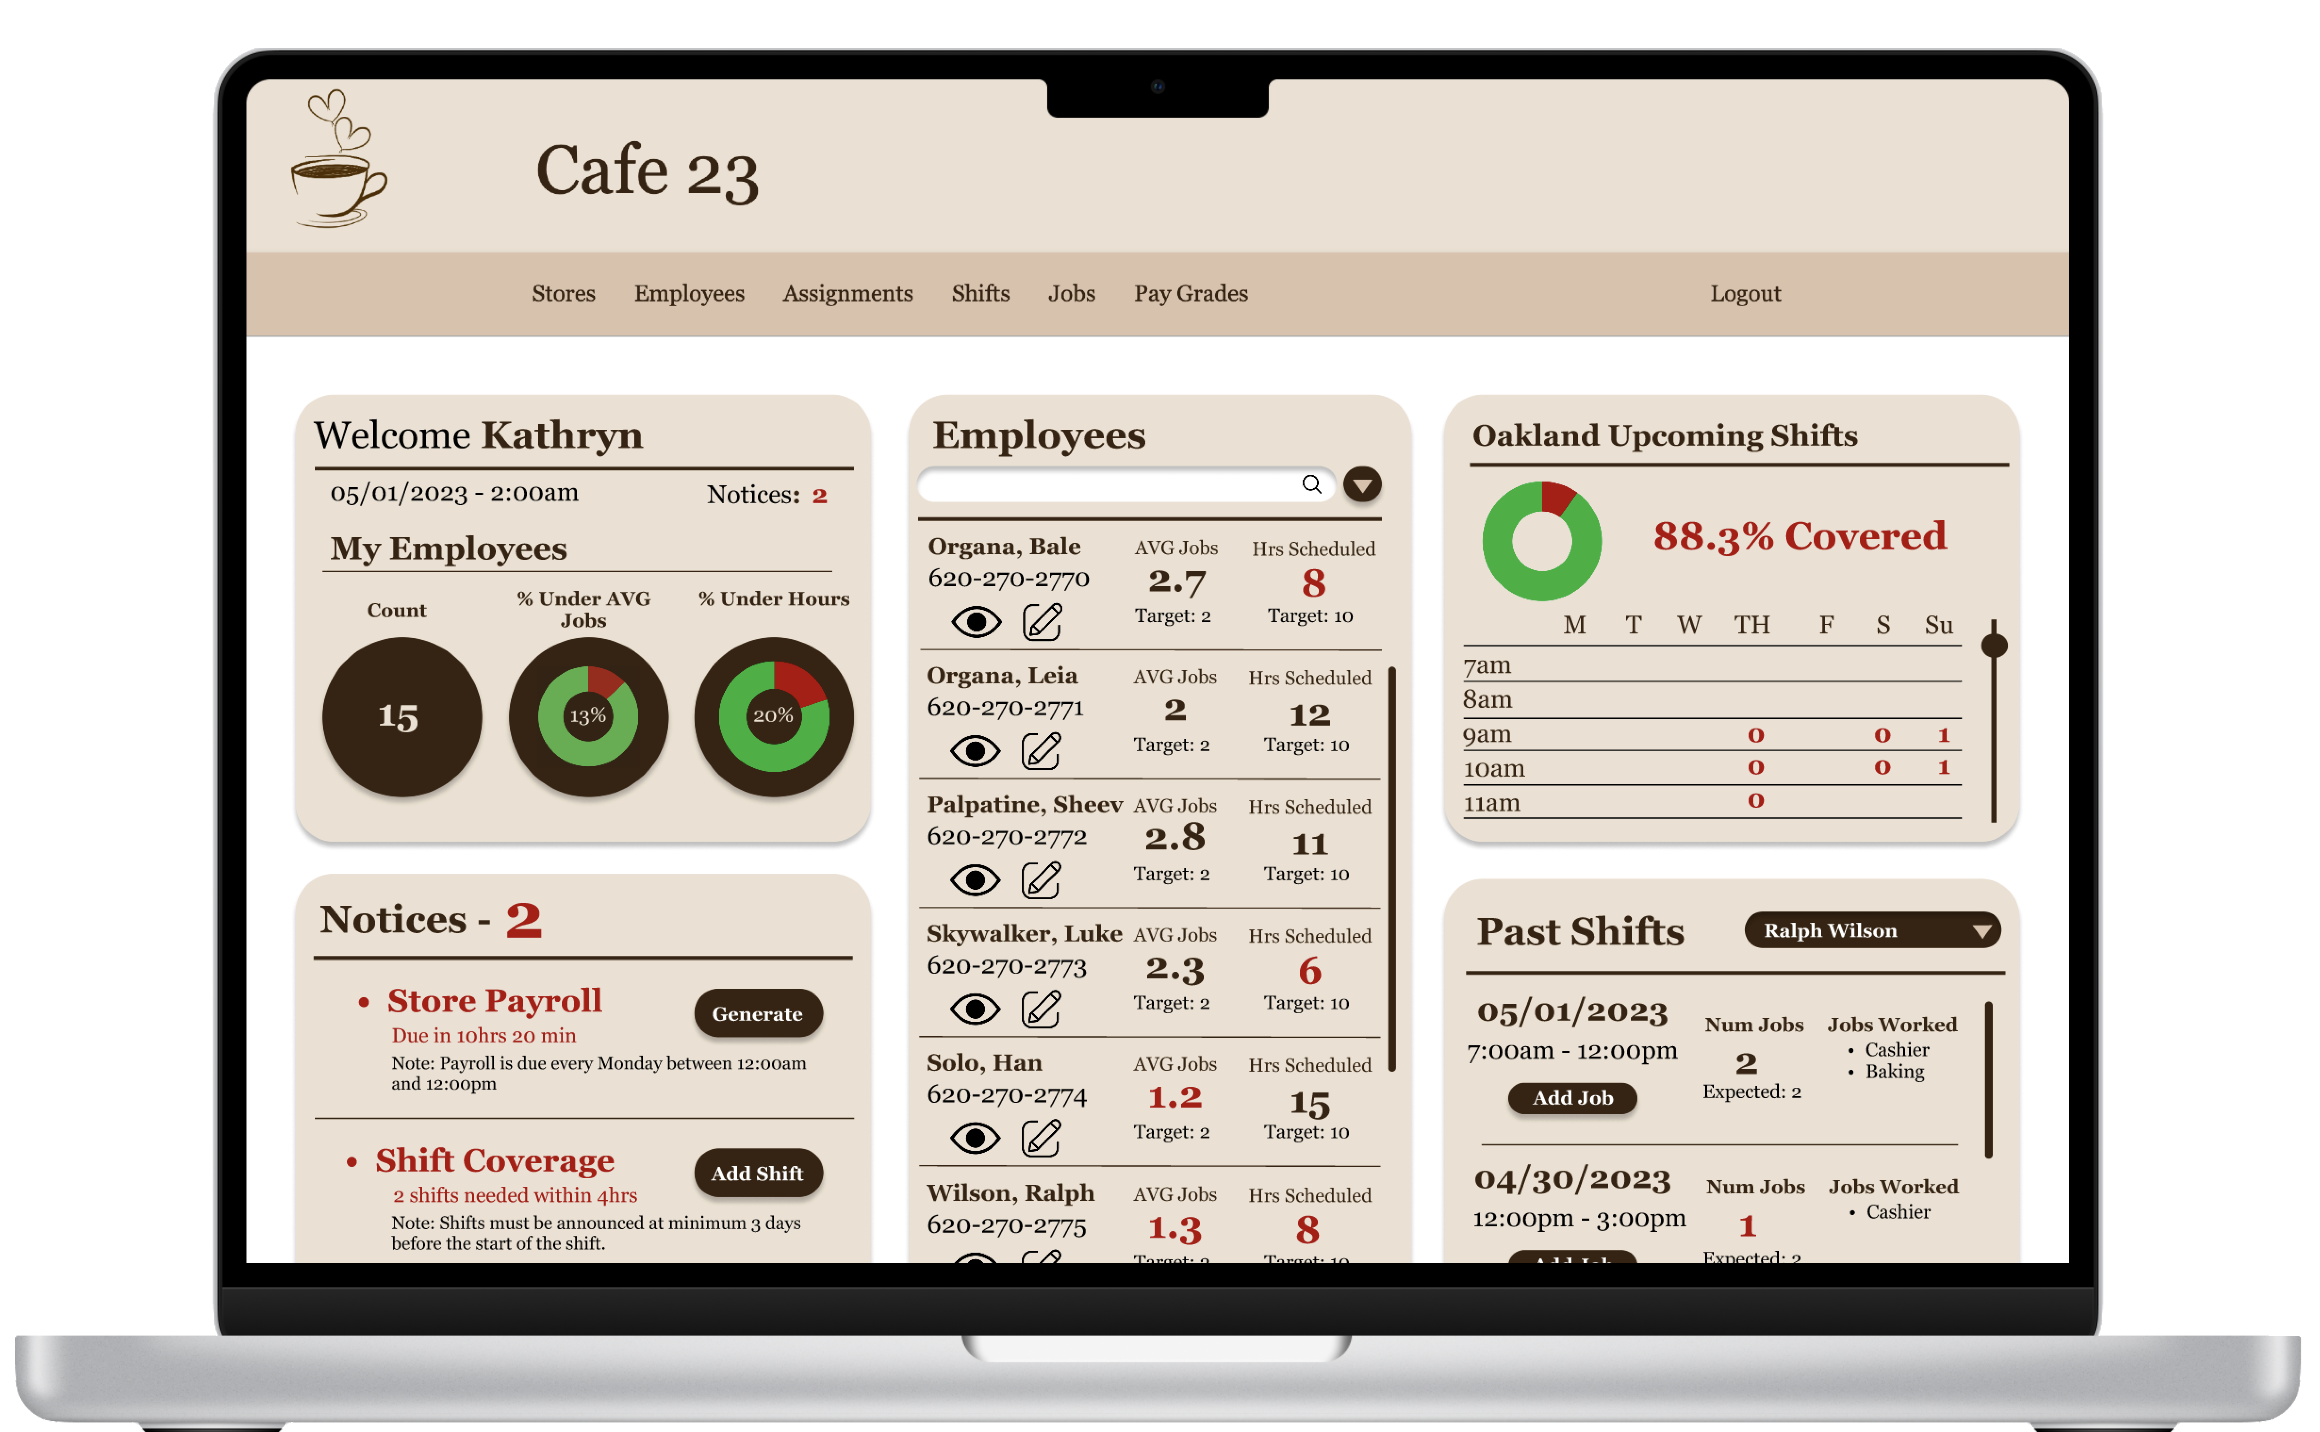 Cafe 23
Stores Employees Assignments Shifts Jobs Pay Grades Logout
Welcome Kathryn
05/01/2023 - 2:00am Notices: 2
My Employees
Count
% Under AVG
Jobs
% Under Hours
15
13%
20%
Notices - 2
• Store Payroll
Generate
Due in 10hrs 20 min
Note: Payroll is due every Monday between 12:00am
and 12:00pm
• Shift Coverage
Add Shift
2 shifts needed within 4hrs
Note: Shifts must be announced at minimum 3 days
before the start of the shift.
Employees
Organa, Bale AVG Jobs Hrs Scheduled
620-270-2770 2.7 8
Target: 2 Target: 10
Organa, Leia AVG Jobs Hrs Scheduled
620-270-2771 2 12
Target: 2 Target: 10
Palpatine, Sheev AVG Jobs Hrs Scheduled
620-270-2772 2.8 11
Target: 2 Target: 10
Skywalker, Luke AVG Jobs Hrs Scheduled
620-270-2773 2.3 6
Target: 2 Target: 10
Solo, Han AVG Jobs Hrs Scheduled
620-270-2774 1.2 15
Target: 2 Target: 10
Wilson, Ralph AVG Jobs Hrs Scheduled
620-270-2775 1.3 8
Target: 2 Target: 10
Oakland Upcoming Shifts
88.3% Covered
M T W TH F S Su
7am
8am
9am 0 0 1
10am 0 0 1
11am 0
Past Shifts
Ralph Wilson
05/01/2023
7:00am - 12:00pm
Add Job
Num Jobs
2
Expected: 2
Jobs Worked
• Cashier
• Baking
04/30/2023
12:00pm - 3:00pm
Add Job
Num Jobs
1
Expected: 2
Jobs Worked
• Cashier